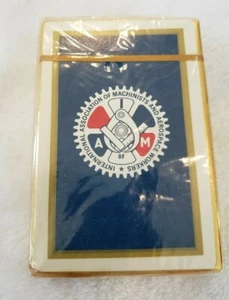 INTERNATIONAL ASSOCIATION OF MACHINISTS AND AEROSPACE WORKERS
I
A M
OF